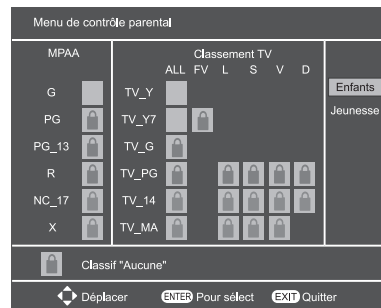 Menu de contrôle parental
MPAA Classement TV
ALL FV L S V D
G TV_Y Enfants
PG TV_Y7 Jeunesse
PG_13 TV_G
R TV_PG
NC_17 TV_14
X TV_MA
Classif "Aucune"
Déplacer ENTER Pour sélect EXIT Quitter